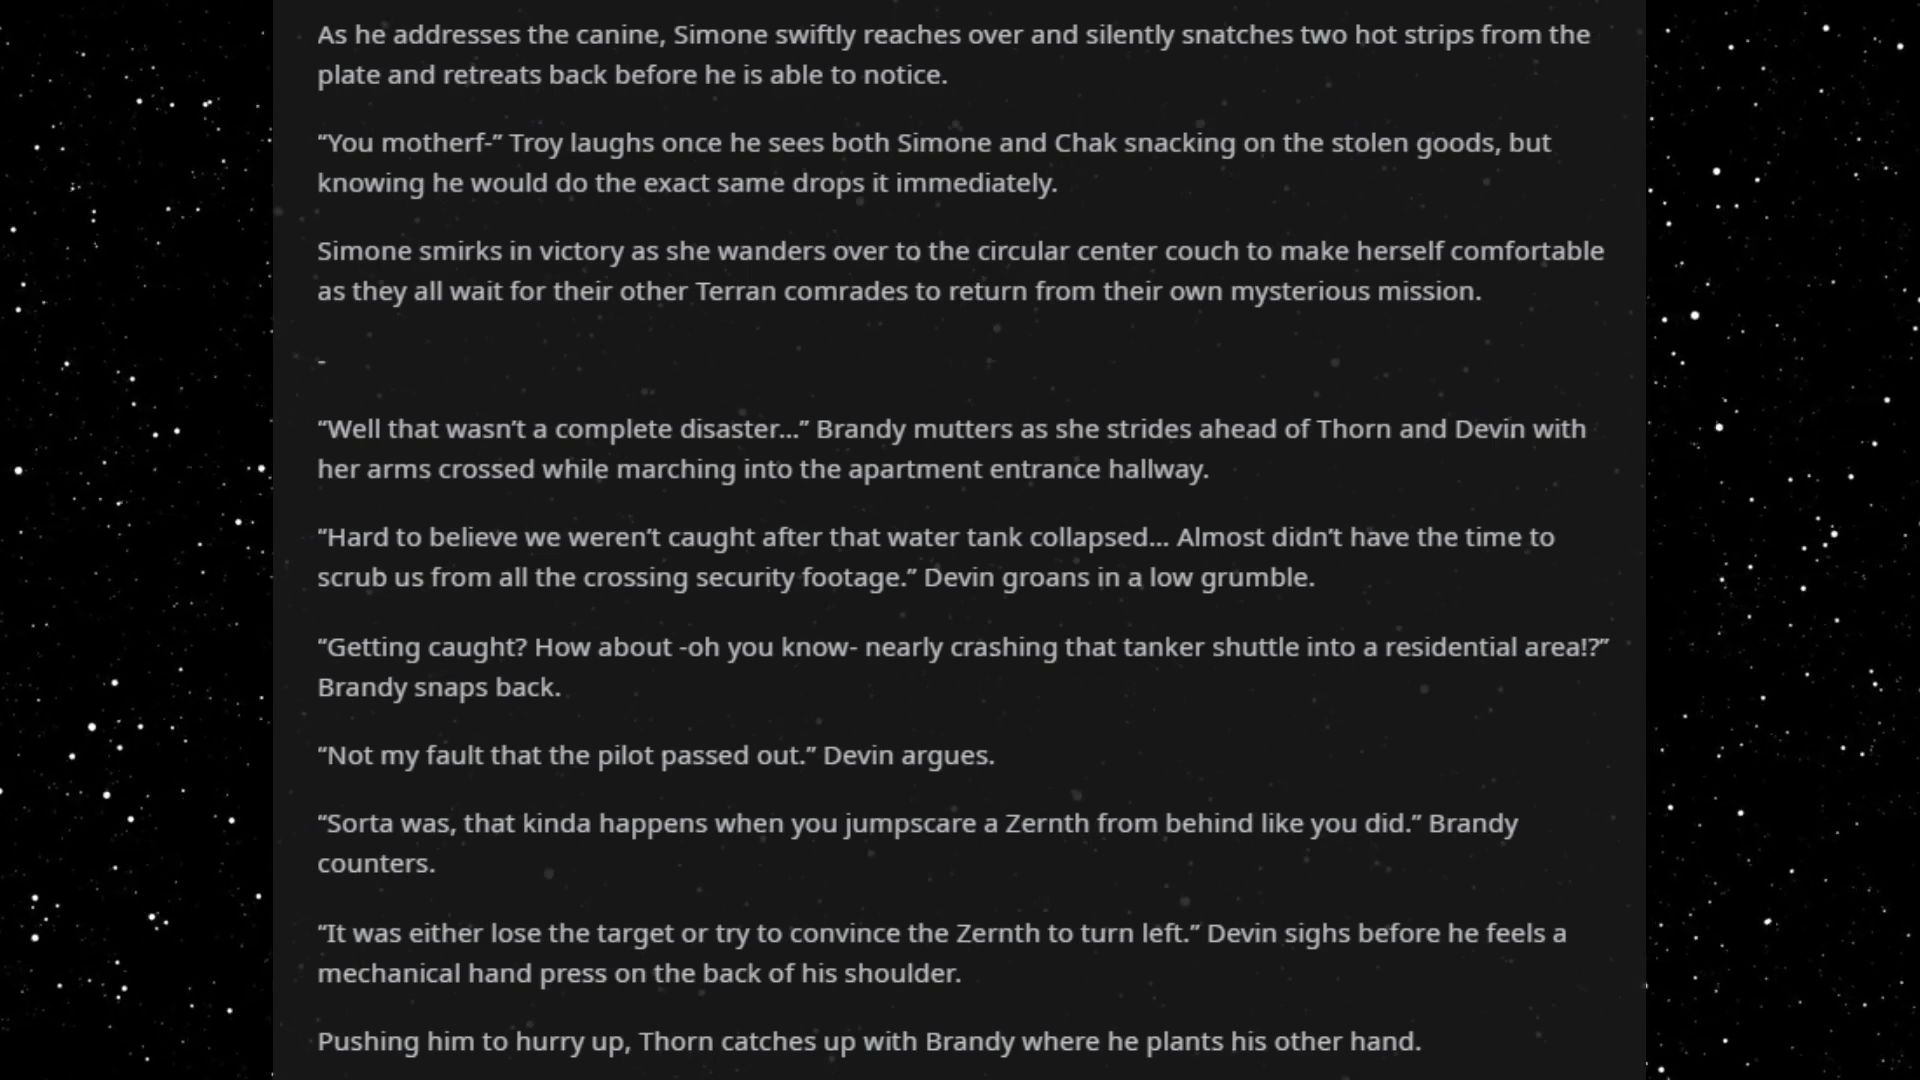 As he addresses the canine, Simone swiftly reaches over and silently snatches two hot strips from the
plate and retreats back before he is able to notice.
“You motherf-” Troy laughs once he sees both Simone and Chak snacking on the stolen goods, but
knowing he would do the exact same drops it immediately.
Simone smirks in victory as she wanders over to the circular center couch to make herself comfortable
as they all wait for their other Terran comrades to return from their own mysterious mission.
-
“Well that wasn’t a complete disaster…” Brandy mutters as she strides ahead of Thorn and Devin with
her arms crossed while marching into the apartment entrance hallway.
“Hard to believe we weren’t caught after that water tank collapsed… Almost didn’t have the time to
scrub us from all the crossing security footage.” Devin groans in a low grumble.
“Getting caught? How about -oh you know- nearly crashing that tanker shuttle into a residential area!?”
Brandy snaps back.
“Not my fault that the pilot passed out.” Devin argues.
“Sorta was, that kinda happens when you jumpscare a Zernth from behind like you did.” Brandy
counters.
“It was either lose the target or try to convince the Zernth to turn left.” Devin sighs before he feels a
mechanical hand press on the back of his shoulder.
Pushing him to hurry up, Thorn catches up with Brandy where he plants his other hand.